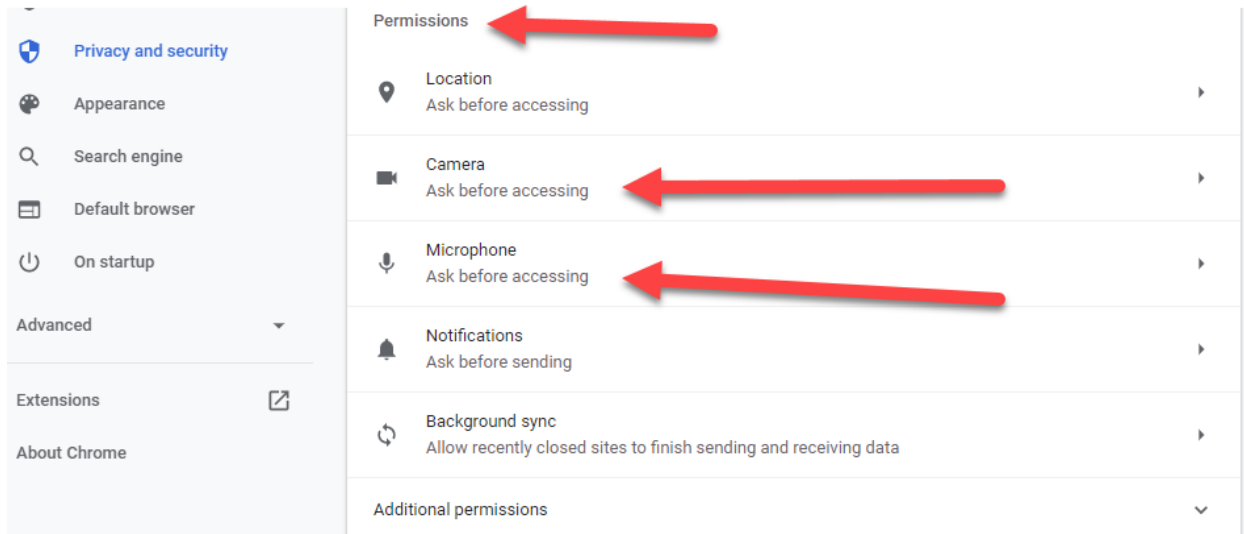 Privacy and security
Appearance
Search engine
Default browser
On startup
Advanced
Extensions
About Chrome
Permissions
Location
Ask before accessing
Camera
Ask before accessing
Microphone
Ask before accessing
Notifications
Ask before sending
Background sync
Allow recently closed sites to finish sending and receiving data
Additional permissions